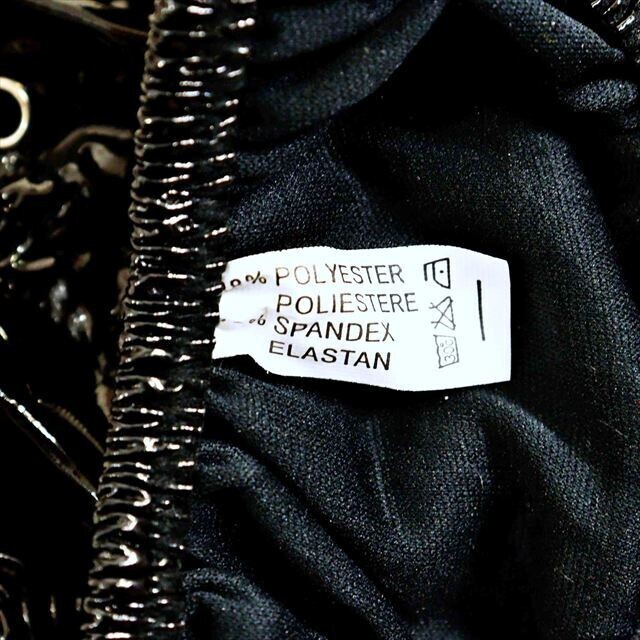 % POLYESTER
POLIESTERE
% SPANDEX
ELASTAN